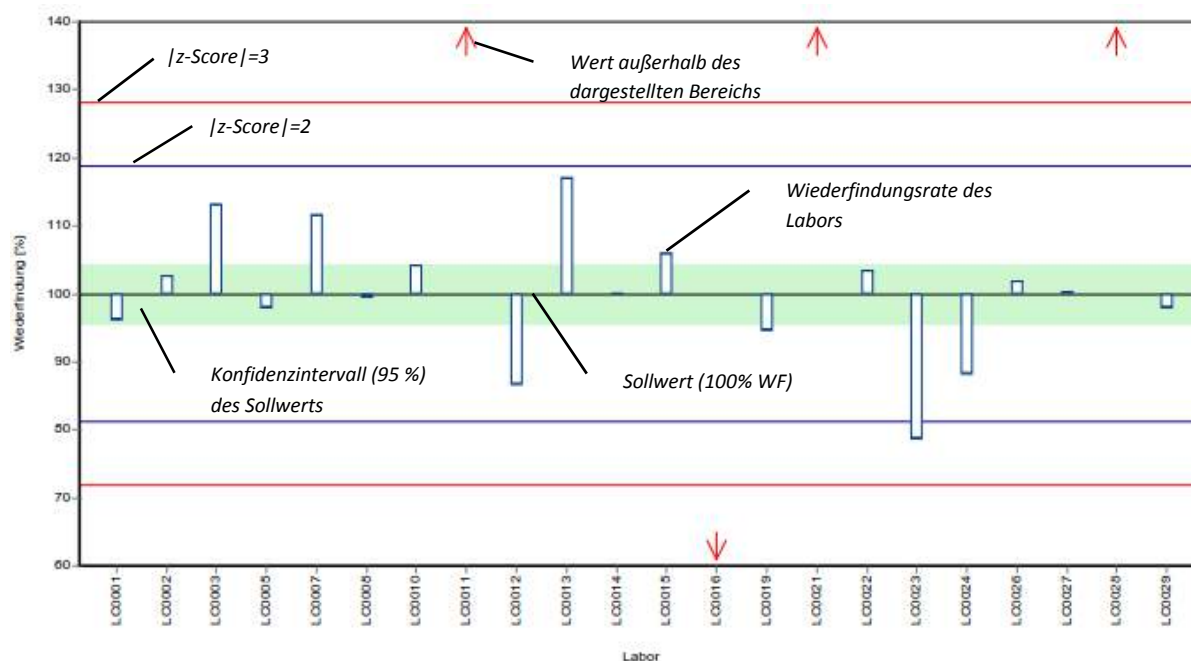 140
|z-Score|=3
Wert außerhalb des
dargestellten Bereichs
130
|z-Score|=2
120
Wiederfindungsrate des
Labors
110
100
Wiederfindung [%]
90
Konfidenzintervall (95 %)
des Sollwerts
Sollwert (100% WF)
80
70
60
LC0001
LC0002
LC0003
LC0005
LC0007
LC0008
LC0010
LC0011
LC0012
LC0013
LC0014
LC0015
LC0016
LC0019
LC0021
LC0022
LC0023
LC0024
LC0026
LC0027
LC0028
LC0029
Labor